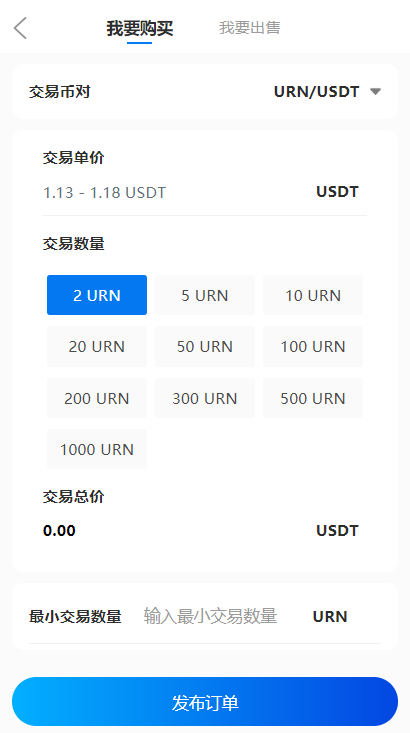 我要购买 我要出售
交易币对 URN/USDT
交易单价
1.13 - 1.18 USDT USDT
交易数量
2 URN 5 URN 10 URN
20 URN 50 URN 100 URN
200 URN 300 URN 500 URN
1000 URN
交易总价
0.00 USDT
最小交易数量 输入最小交易数量 URN
发布订单